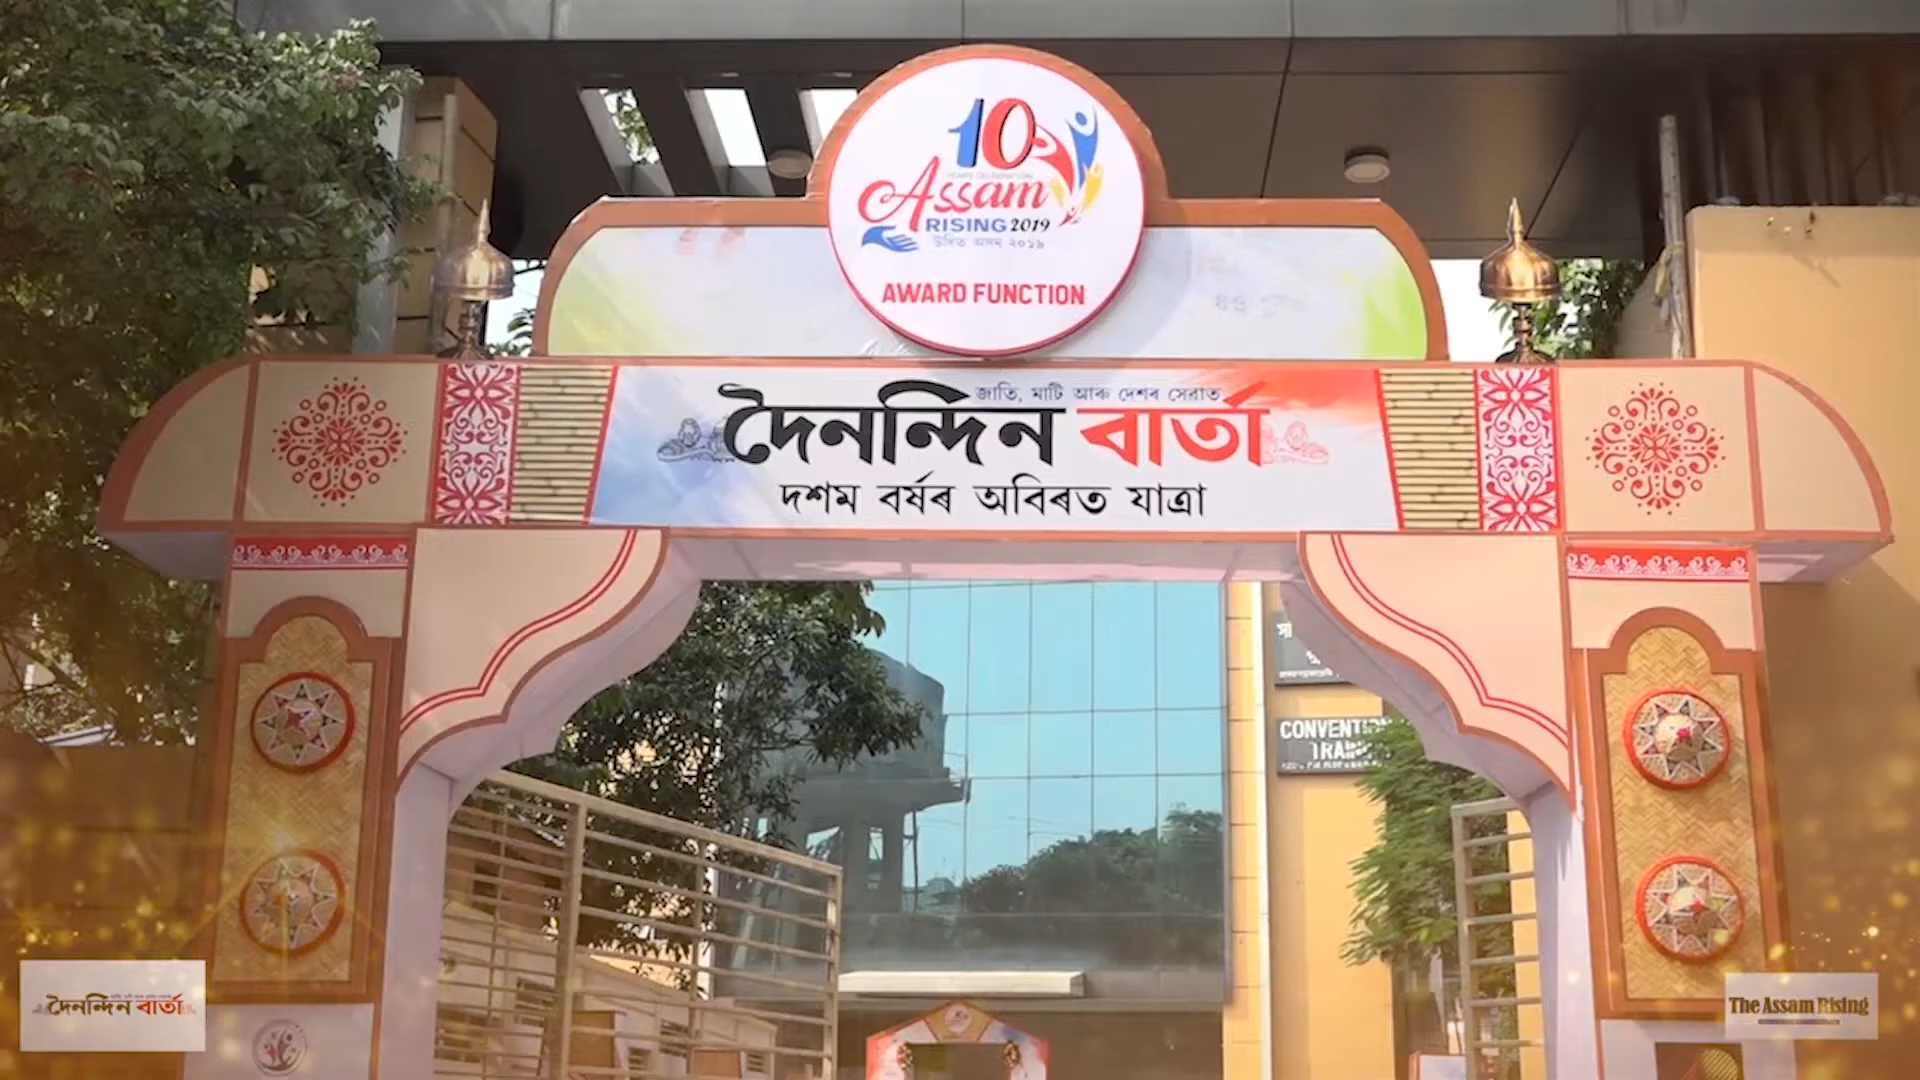 10
YEARS CELEBRATION
Assam
RISING 2019
উদিত অসম ২০১৯
AWARD FUNCTION
জাতি, মাটি আৰু দেশৰ সেৱাত
দৈনন্দিন বাৰ্তা
দশম বৰ্ষৰ অবিৰত যাত্ৰা
CONVENTION
TRAIN
দৈনন্দিন বাৰ্তা
The Assam Rising